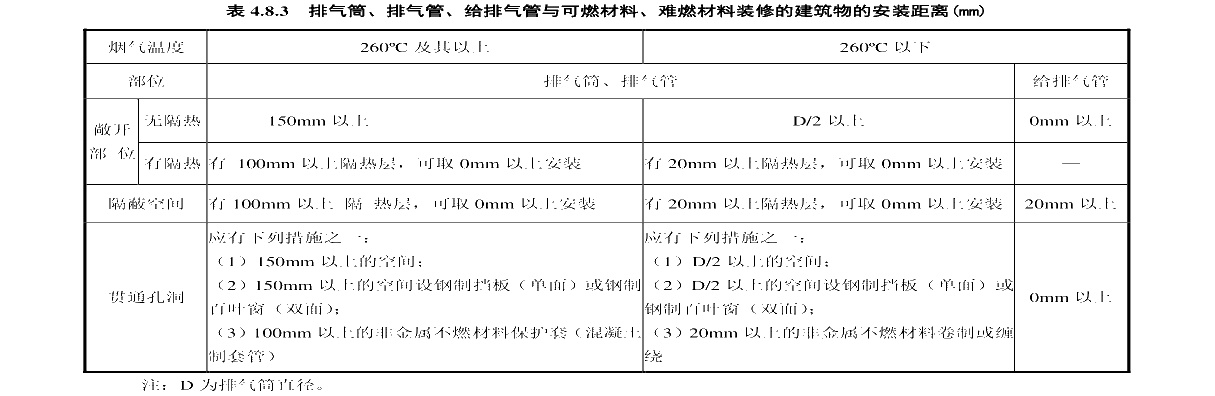 表 4.8.3 排气筒、排气管、给排气管与可燃材料、难燃材料装修的建筑物的安装距离(mm)
烟气温度 260℃ 及其以上 260℃ 以下
部位 排气筒、排气管 给排气管
敞开部位 无隔热 150mm 以上 D/2 以上 0mm 以上
有隔热 有 100mm 以上隔热层，可取 0mm 以上安装 有 20mm 以上隔热层，可取 0mm 以上安装 —
隔蔽空间 有 100mm 以上 隔 热层，可取 0mm 以上安装 有 20mm 以上隔热层，可取 0mm 以上安装 20mm 以上
贯通孔洞
应有下列措施之一：
（1）150mm 以上的空间；
（2）150mm 以上的空间设钢制挡板（单面）或钢制
百叶窗（双面）；
（3）100mm 以上的非金属不燃材料保护套（混凝土
制套管）
应有下列措施之一：
（1）D/2 以上的空间；
（2）D/2 以上的空间设钢制挡板（单面）或
钢制百叶窗（双面）；
（3）20mm 以上的非金属不燃材料卷制或缠
绕
0mm 以上
注：D 为排气筒直径。